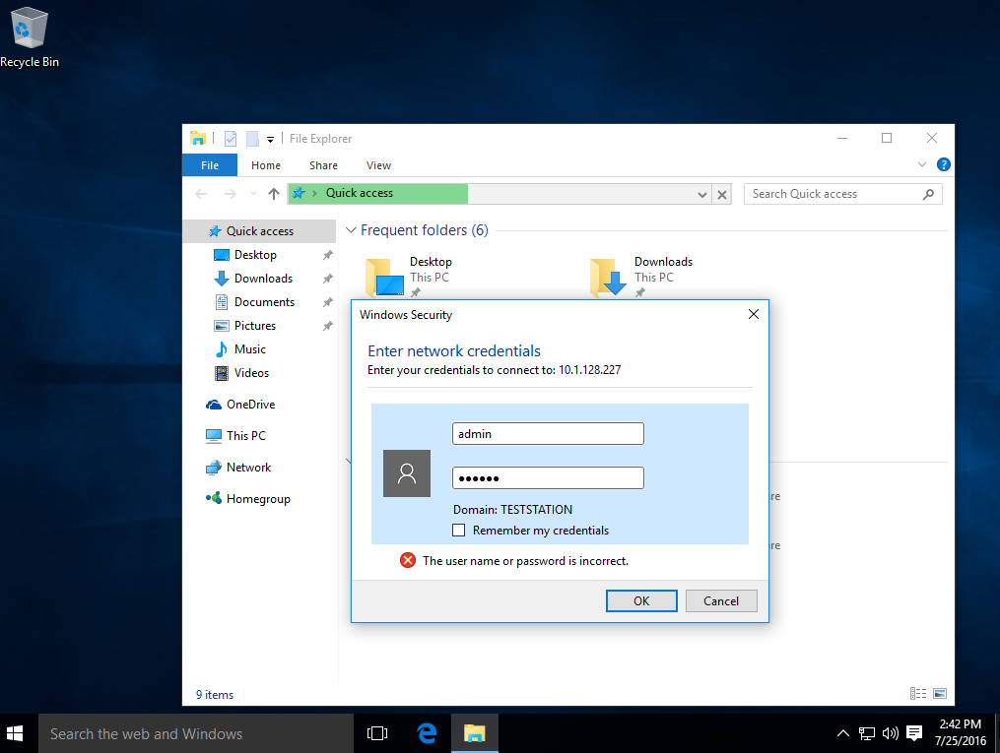 Recycle Bin
File Explorer
File Home Share View
?
Quick access
Search Quick access
Quick access
Desktop
Downloads
Documents
Pictures
Music
Videos
OneDrive
This PC
Network
Homegroup
Frequent folders (6)
Desktop
This PC
Downloads
This PC
re
re
Windows Security
Enter network credentials
Enter your credentials to connect to: 10.1.128.227
admin
●●●●●●
Domain: TESTSTATION
Remember my credentials
The user name or password is incorrect.
OK Cancel
9 items
Search the web and Windows
2:42 PM
7/25/2016